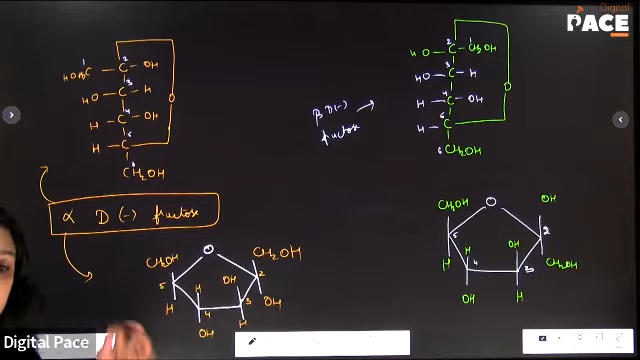 Digital
PACE
1
2
HOH₂C - C - OH
3
HO - C - H
O
4
H - C - OH
5
H - C
6
CH₂OH
α D (-) fructose
CH₂OH
O
CH₂OH
5
H
OH
2
H
4
3
OH
OH
H
β D(-)
fructose
2
1
HO - C - CH₂OH
3
HO - C - H
O
4
H - C - OH
H - C
6
CH₂OH
CH₂OH
O
OH
5
H
OH
2
H
4
3
CH₂OH
OH
H
Digital Pace